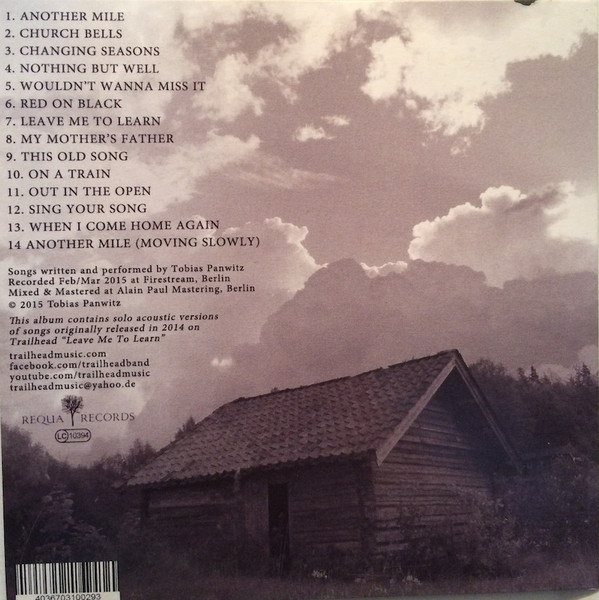 1. ANOTHER MILE
2. CHURCH BELLS
3. CHANGING SEASONS
4. NOTHING BUT WELL
5. WOULDN'T WANNA MISS IT
6. RED ON BLACK
7. LEAVE ME TO LEARN
8. MY MOTHER'S FATHER
9. THIS OLD SONG
10. ON A TRAIN
11. OUT IN THE OPEN
12. SING YOUR SONG
13. WHEN I COME HOME AGAIN
14 ANOTHER MILE (MOVING SLOWLY)
Songs written and performed by Tobias Panwitz
Recorded Feb/Mar 2015 at Firestream, Berlin
Mixed & Mastered at Alain Paul Mastering, Berlin
© 2015 Tobias Panwitz
This album contains solo acoustic versions
of songs originally released in 2014 on
Trailhead "Leave Me To Learn"
trailheadmusic.com
facebook.com/trailheadband
youtube.com/trailheadmusic
trailheadmusic@yahoo.de
REQUA RECORDS
LC 10394
4036703100293